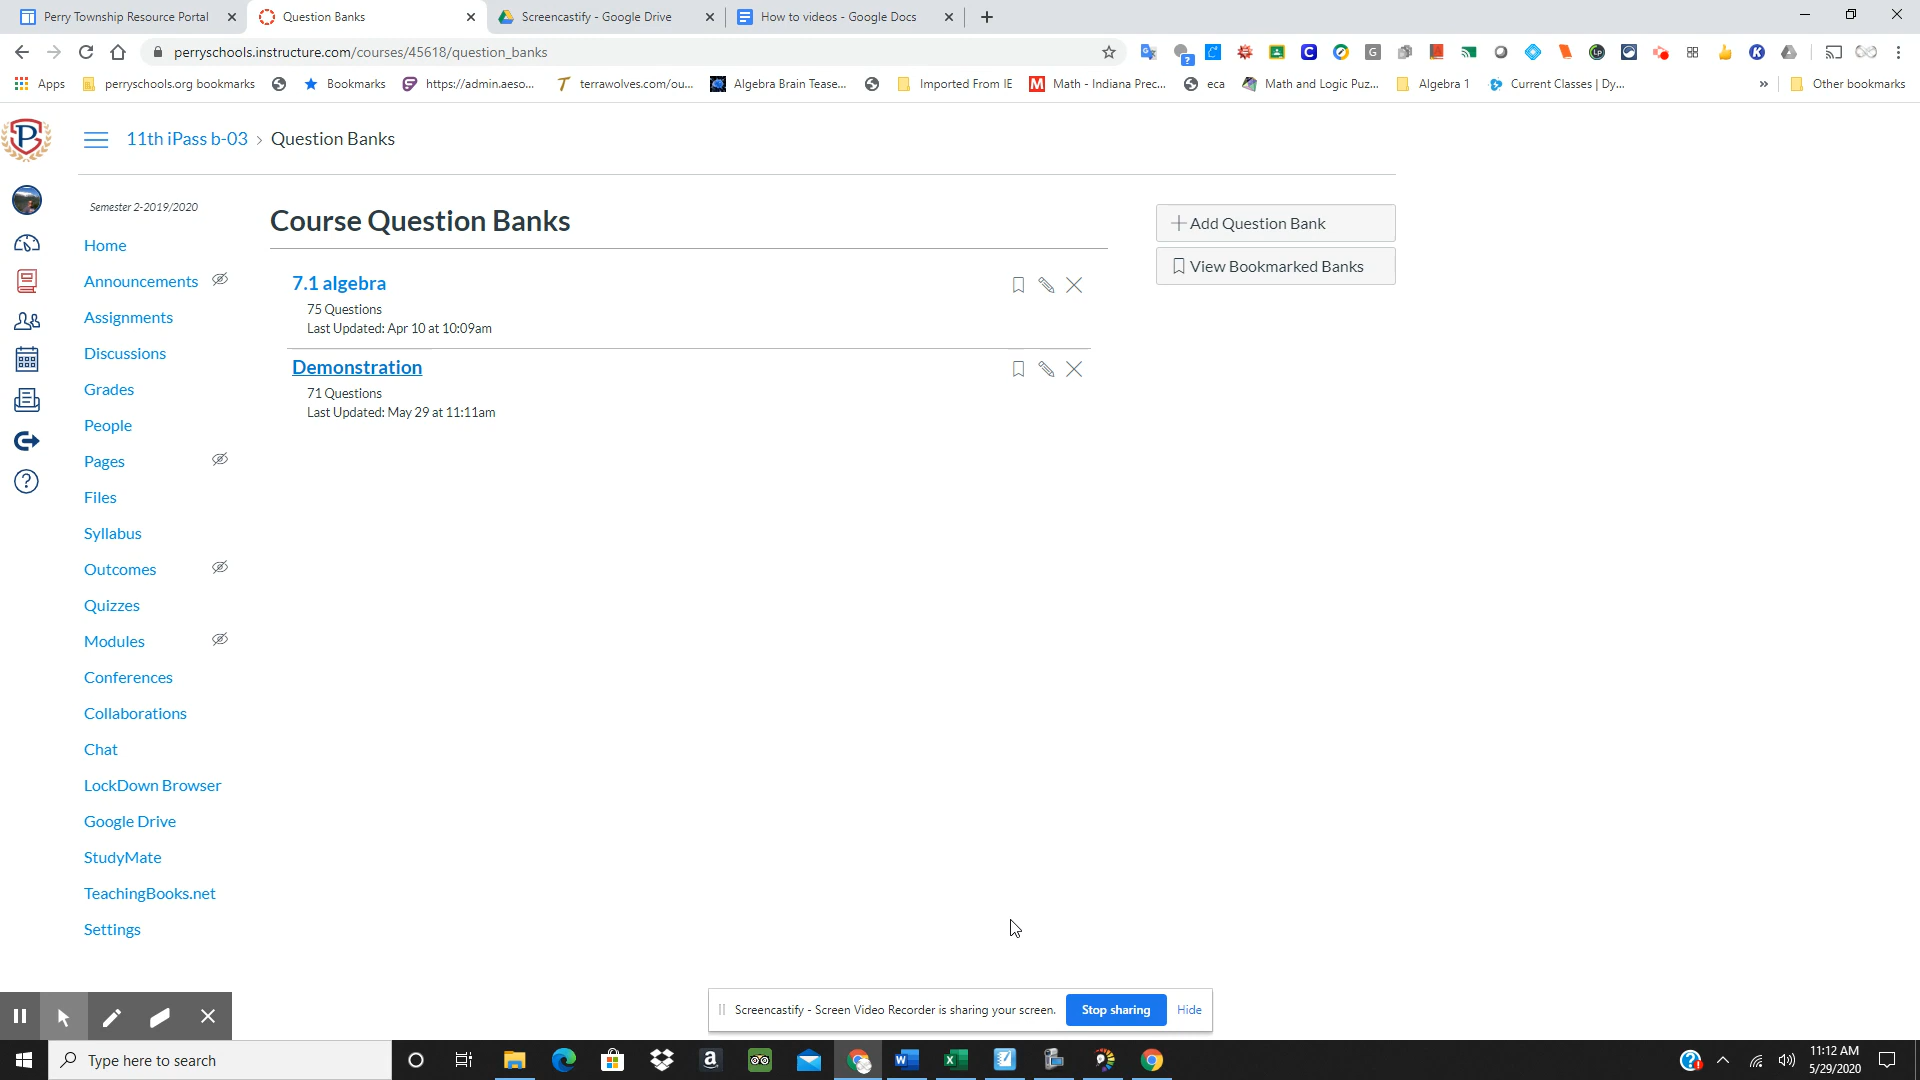 Perry Township Resource Portal
Question Banks
Screencastify - Google Drive
How to videos - Google Docs
perryschools.instructure.com/courses/45618/question_banks
Apps
perryschools.org bookmarks
Bookmarks
https://admin.aeso...
terrawolves.com/ou...
Algebra Brain Tease...
Imported From IE
Math - Indiana Prec...
eca
Math and Logic Puz...
Algebra 1
Current Classes | Dy...
»
Other bookmarks
11th iPass b-03 › Question Banks
Semester 2-2019/2020
Home
Announcements
Assignments
Discussions
Grades
People
Pages
Files
Syllabus
Outcomes
Quizzes
Modules
Conferences
Collaborations
Chat
LockDown Browser
Google Drive
StudyMate
TeachingBooks.net
Settings
Course Question Banks
7.1 algebra
75 Questions
Last Updated: Apr 10 at 10:09am
Demonstration
71 Questions
Last Updated: May 29 at 11:11am
+ Add Question Bank
View Bookmarked Banks
Screencastify - Screen Video Recorder is sharing your screen.
Stop sharing
Hide
Type here to search
11:12 AM
5/29/2020